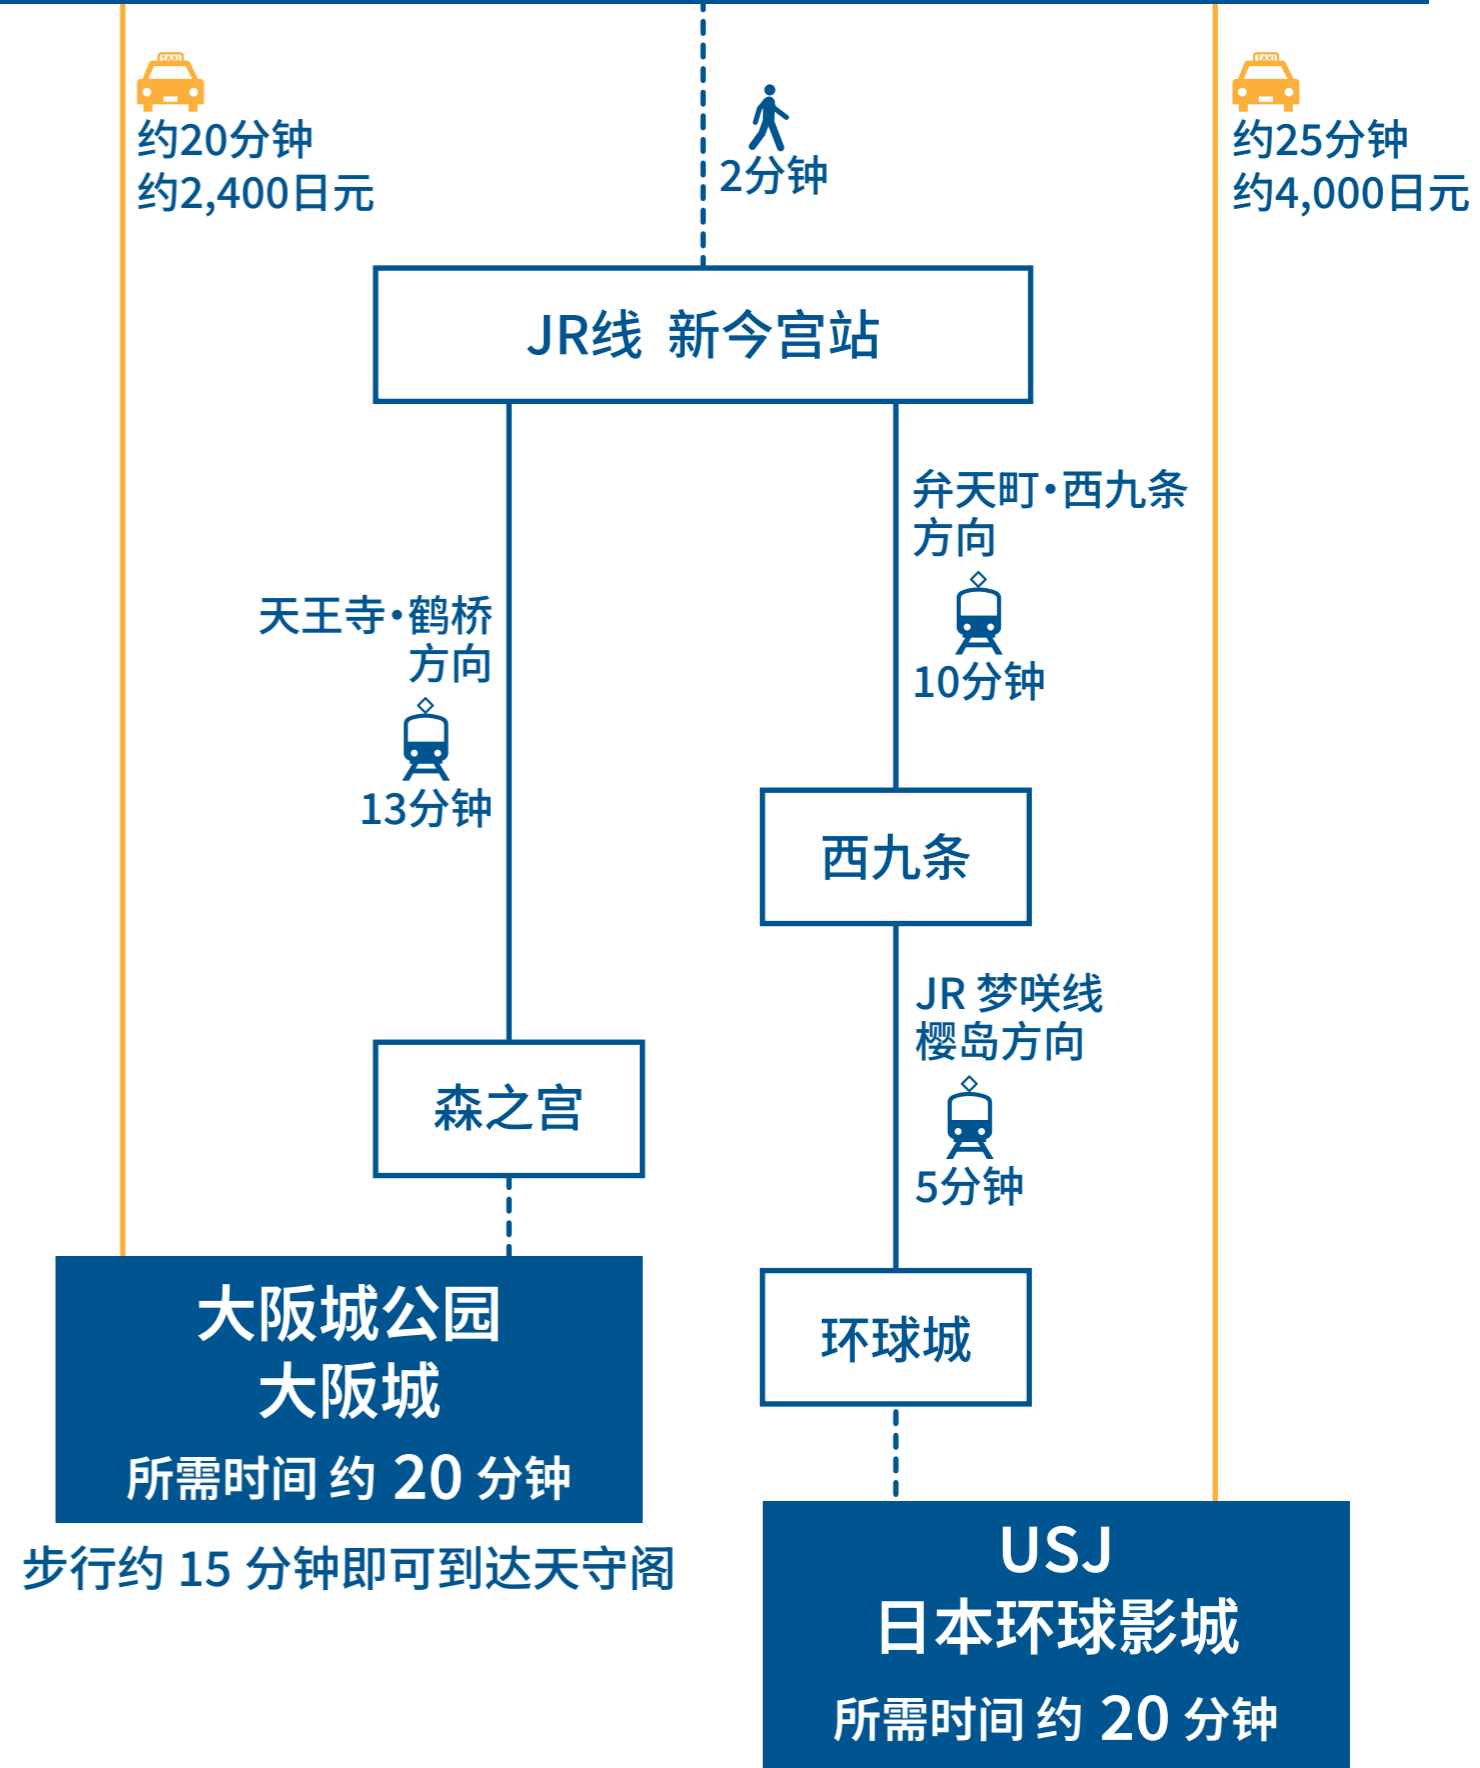 TAXI
约20分钟
约2,400日元
2分钟
TAXI
约25分钟
约4,000日元
JR线 新今宫站
弁天町・西九条
方向
10分钟
天王寺・鹤桥
方向
13分钟
西九条
JR 梦咲线
樱岛方向
5分钟
森之宫
大阪城公园
大阪城
所需时间 约 20 分钟
步行约 15 分钟即可到达天守阁
环球城
USJ
日本环球影城
所需时间 约 20 分钟